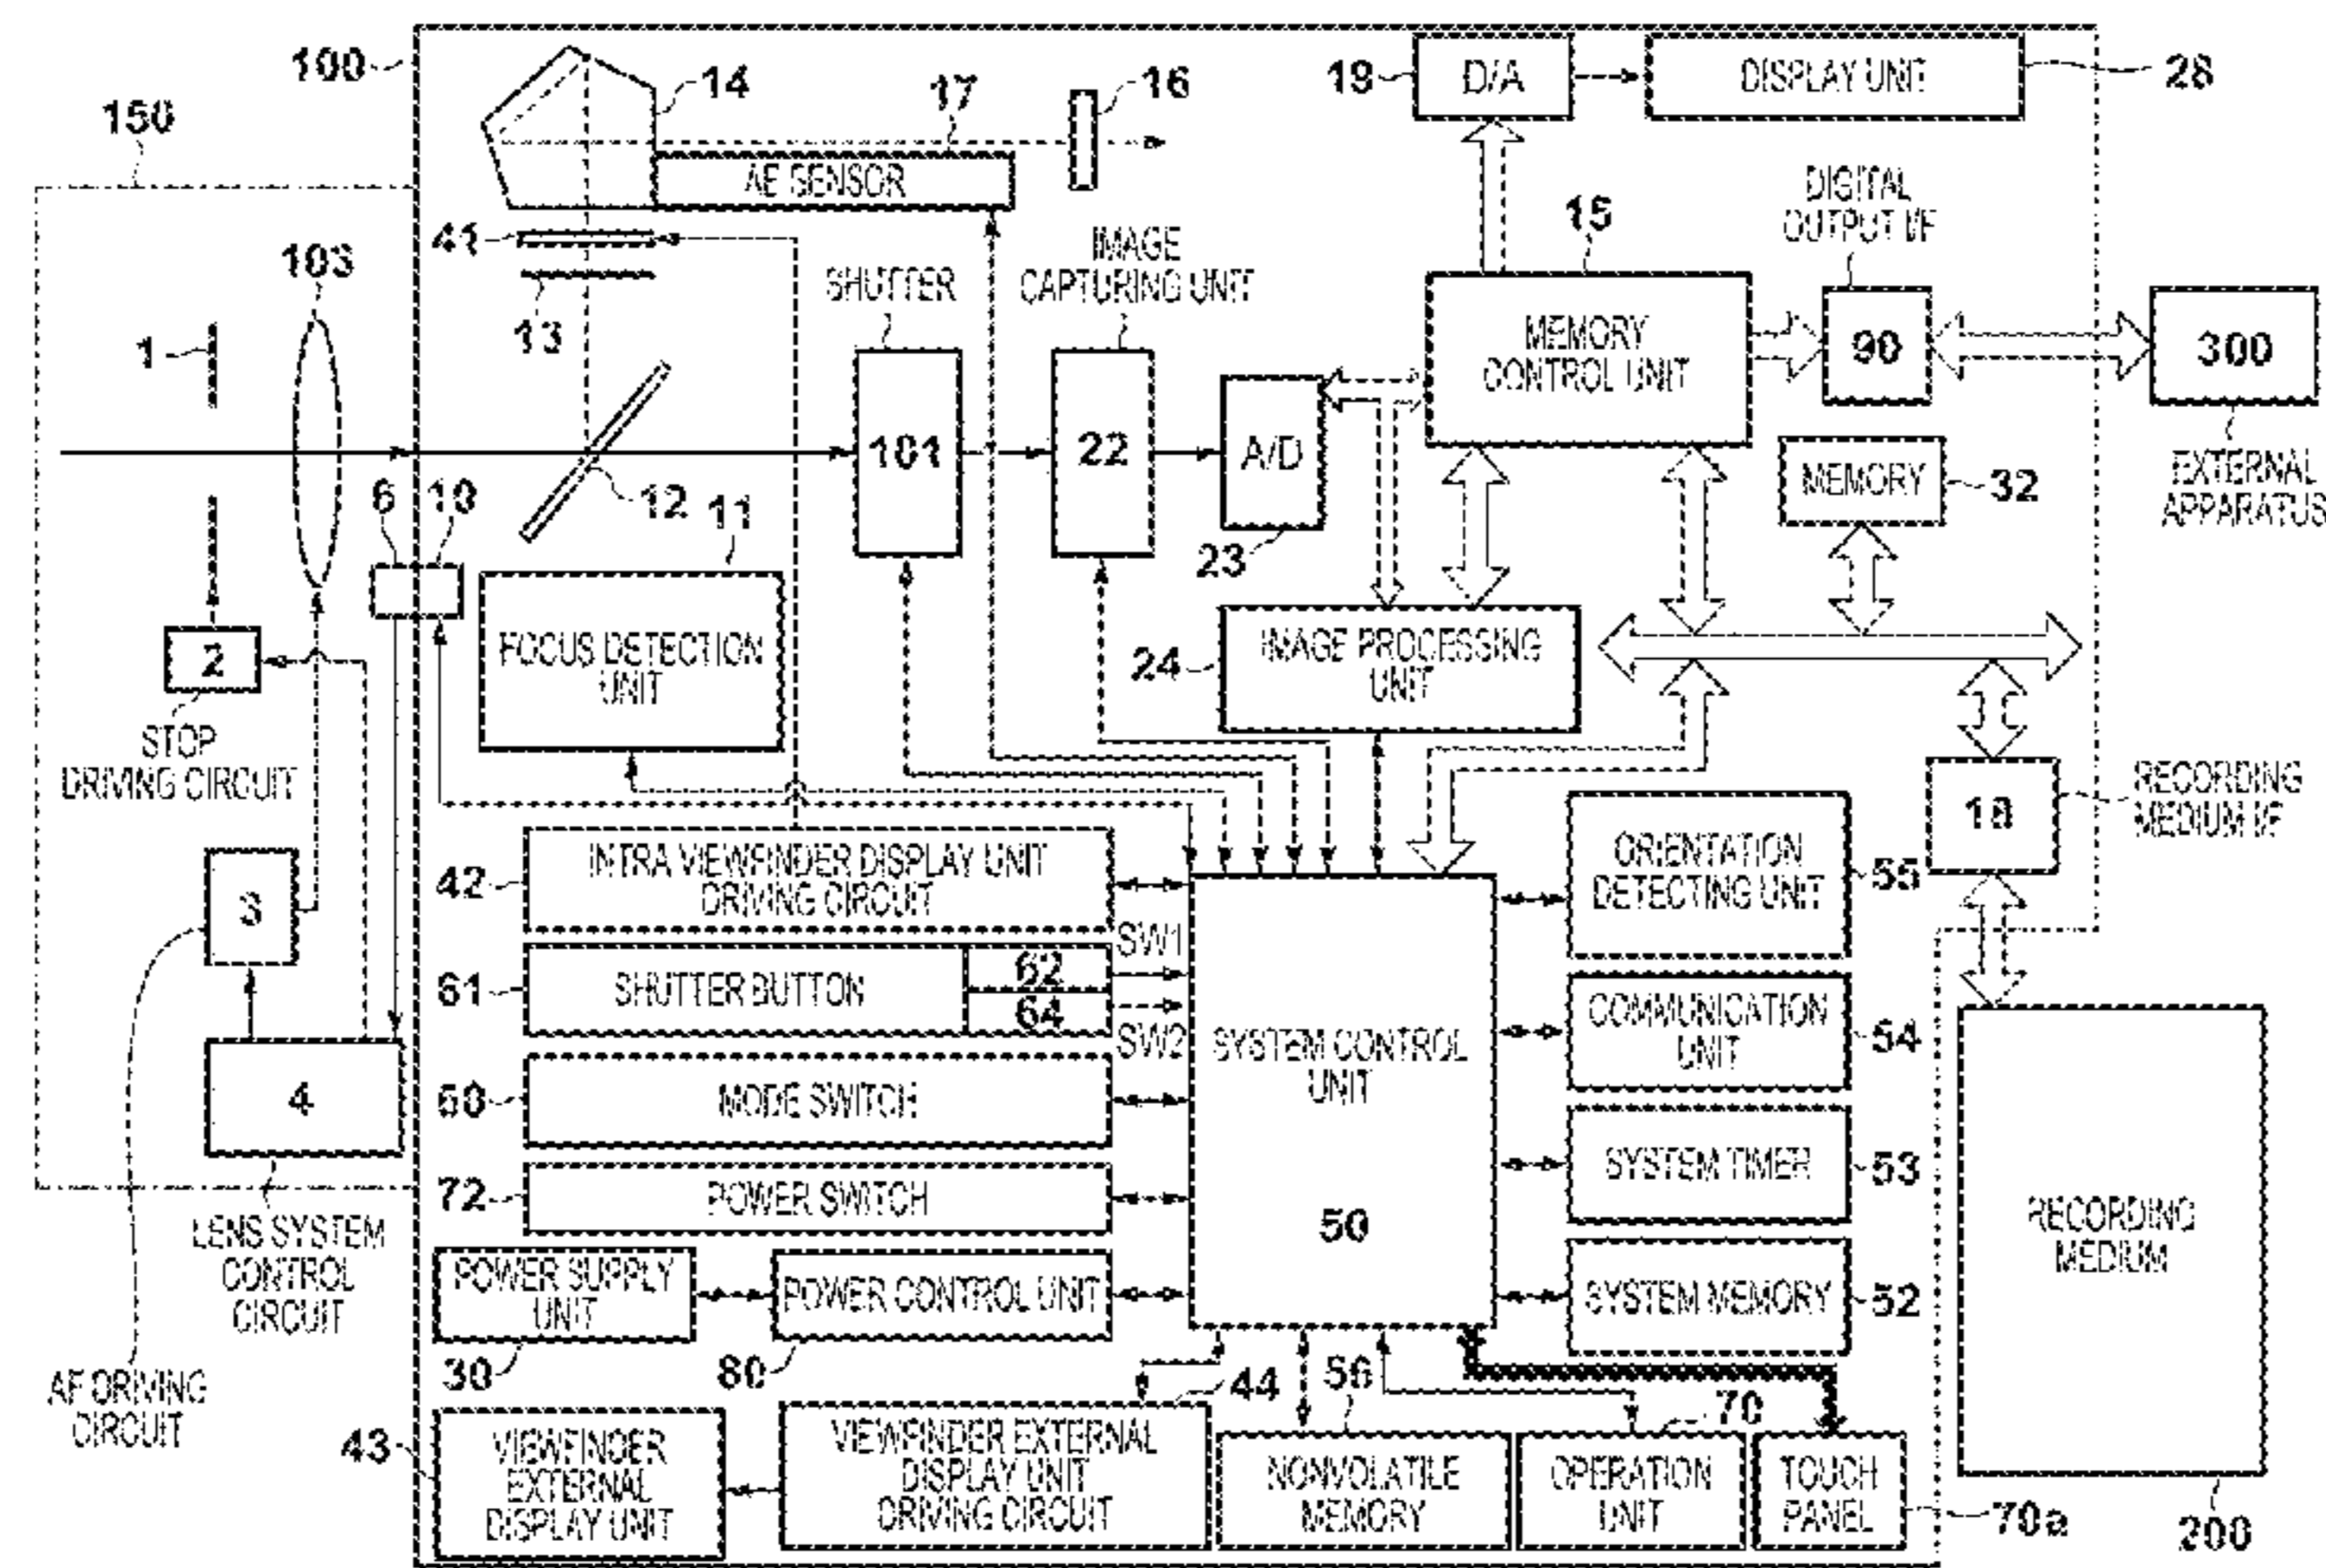 100
150
14
17
16
19
D/A
DISPLAY UNIT
28
AE SENSOR
103
1
41
13
SHUTTER
IMAGE
CAPTURING UNIT
15
MEMORY
CONTROL UNIT
DIGITAL
OUTPUT I/F
90
300
EXTERNAL
APPARATUS
101
22
A/D
23
12
MEMORY
32
6
10
11
FOCUS DETECTION
UNIT
24
IMAGE PROCESSING
UNIT
2
STOP
DRIVING CIRCUIT
18
RECORDING
MEDIUM I/F
3
4
LENS SYSTEM
CONTROL
CIRCUIT
AF DRIVING
CIRCUIT
42
INTRA VIEWFINDER DISPLAY UNIT
DRIVING CIRCUIT
61
SHUTTER BUTTON
62
64
SW1
SW2
60
MODE SWITCH
72
POWER SWITCH
POWER SUPPLY
UNIT
30
POWER CONTROL UNIT
80
SYSTEM CONTROL
UNIT
50
ORIENTATION
DETECTING UNIT
55
COMMUNICATION
UNIT
54
SYSTEM TIMER
53
SYSTEM MEMORY
52
RECORDING
MEDIUM
200
43
VIEWFINDER
EXTERNAL
DISPLAY UNIT
44
VIEWFINDER EXTERNAL
DISPLAY UNIT
DRIVING CIRCUIT
56
NONVOLATILE
MEMORY
70
OPERATION
UNIT
TOUCH
PANEL
70a